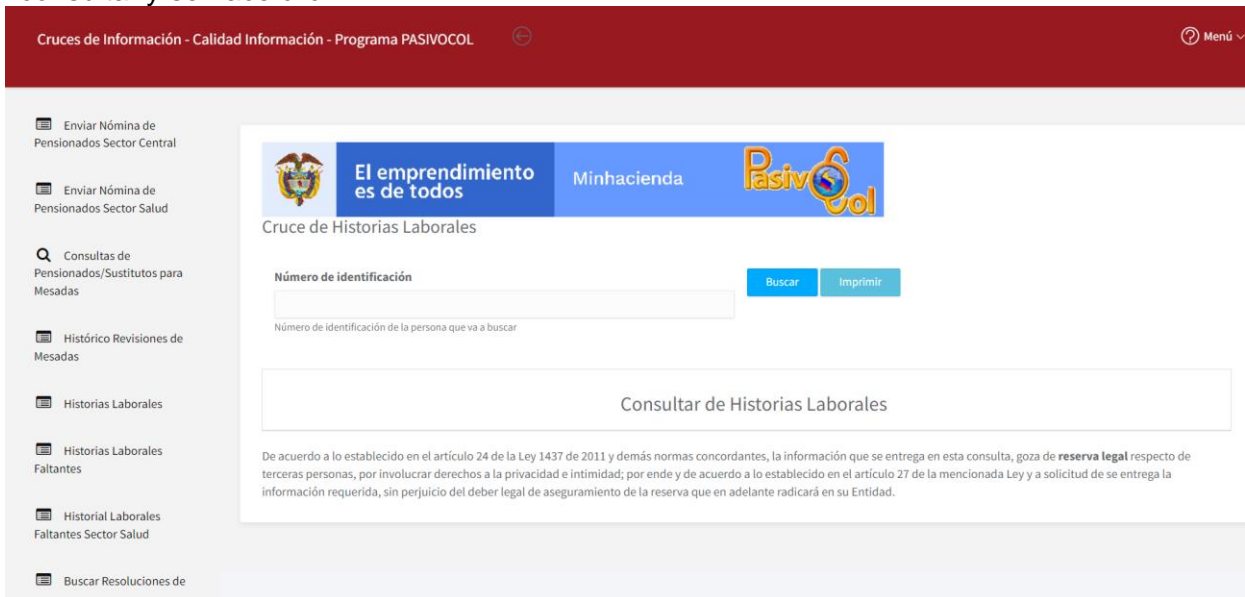 Cruces de Información - Calidad Información - Programa PASIVOCOL
Menú
Enviar Nómina de
Pensionados Sector Central
Enviar Nómina de
Pensionados Sector Salud
Consultas de
Pensionados/Sustitutos para
Mesadas
Histórico Revisiones de
Mesadas
Historias Laborales
Historias Laborales
Faltantes
Historial Laborales
Faltantes Sector Salud
Buscar Resoluciones de
El emprendimiento
es de todos
Minhacienda
PasivoCol
Cruce de Historias Laborales
Número de identificación
Buscar
Imprimir
Número de identificación de la persona que va a buscar
Consultar de Historias Laborales
De acuerdo a lo establecido en el artículo 24 de la Ley 1437 de 2011 y demás normas concordantes, la información que se entrega en esta consulta, goza de reserva legal respecto de
terceras personas, por involucrar derechos a la privacidad e intimidad; por ende y de acuerdo a lo establecido en el artículo 27 de la mencionada Ley y a solicitud de se entrega la
información requerida, sin perjuicio del deber legal de aseguramiento de la reserva que en adelante radicará en su Entidad.